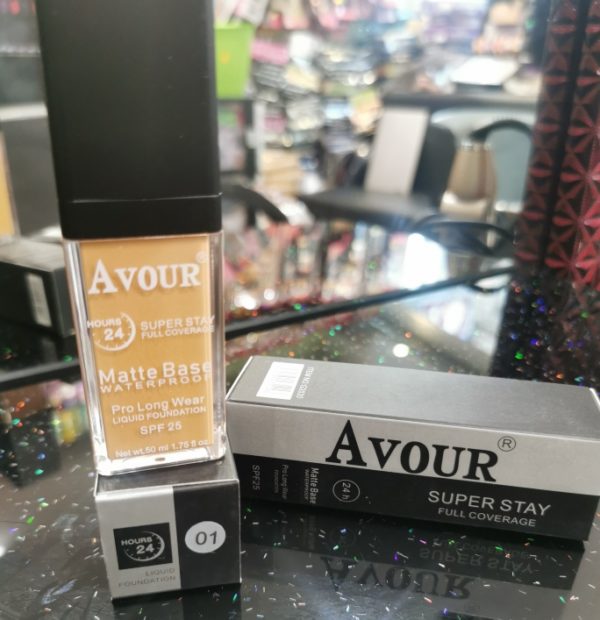 AVOUR®
HOURS
24
SUPER STAY
FULL COVERAGE
Matte Base
WATERPROOF
Pro Long Wear
LIQUID FOUNDATION
SPF 25
Net wt.50 ml 1.75 fl.oz
HOURS
24
LIQUID
FOUNDATION
01
AVOUR®
SUPER STAY
FULL COVERAGE
24 h
Matte Base
WATERPROOF
Pro Long Wear
FOUNDATION
SPF25